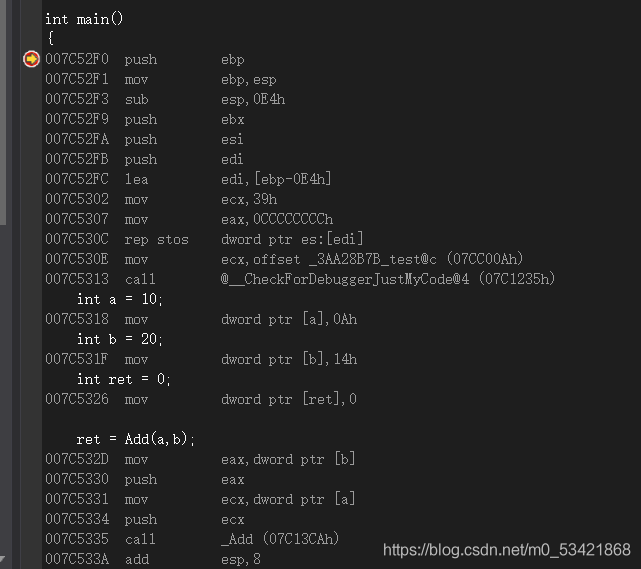 int main()
{
007C52F0 push ebp
007C52F1 mov ebp,esp
007C52F3 sub esp,0E4h
007C52F9 push ebx
007C52FA push esi
007C52FB push edi
007C52FC lea edi,[ebp-0E4h]
007C5302 mov ecx,39h
007C5307 mov eax,0CCCCCCCCh
007C530C rep stos dword ptr es:[edi]
007C530E mov ecx,offset _3AA28B7B_test@c (07CC00Ah)
007C5313 call @__CheckForDebuggerJustMyCode@4 (07C1235h)
int a = 10;
007C5318 mov dword ptr [a],0Ah
int b = 20;
007C531F mov dword ptr [b],14h
int ret = 0;
007C5326 mov dword ptr [ret],0
ret = Add(a,b);
007C532D mov eax,dword ptr [b]
007C5330 push eax
007C5331 mov ecx,dword ptr [a]
007C5334 push ecx
007C5335 call _Add (07C13CAh)
007C533A add esp,8
https://blog.csdn.net/m0_53421868